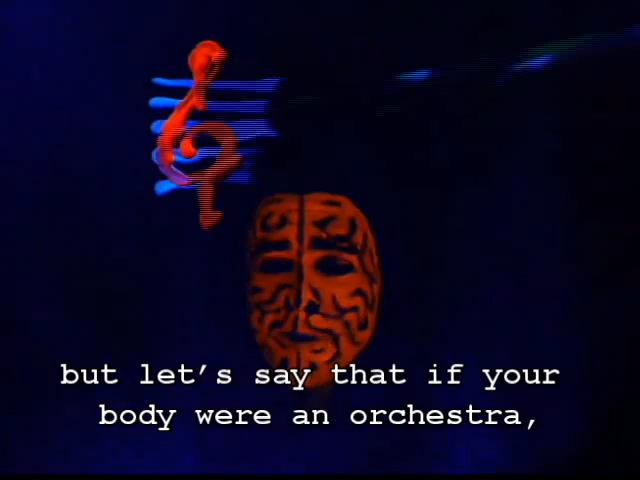 but let's say that if your
body were an orchestra,